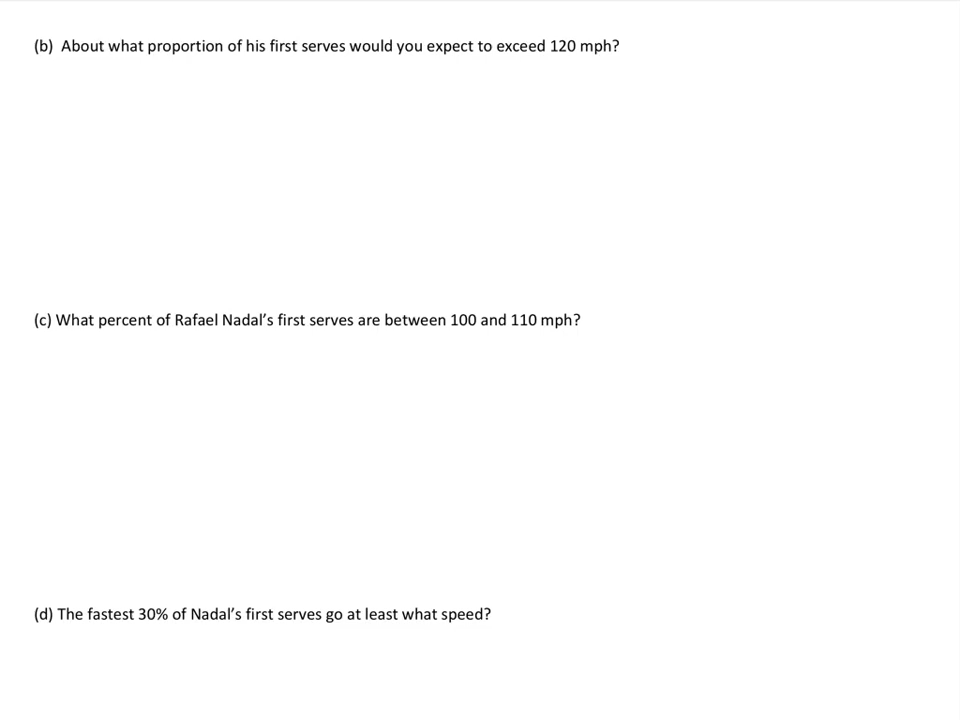 (b)  About what proportion of his first serves would you expect to exceed 120 mph?
(c) What percent of Rafael Nadal’s first serves are between 100 and 110 mph?
(d) The fastest 30% of Nadal’s first serves go at least what speed?